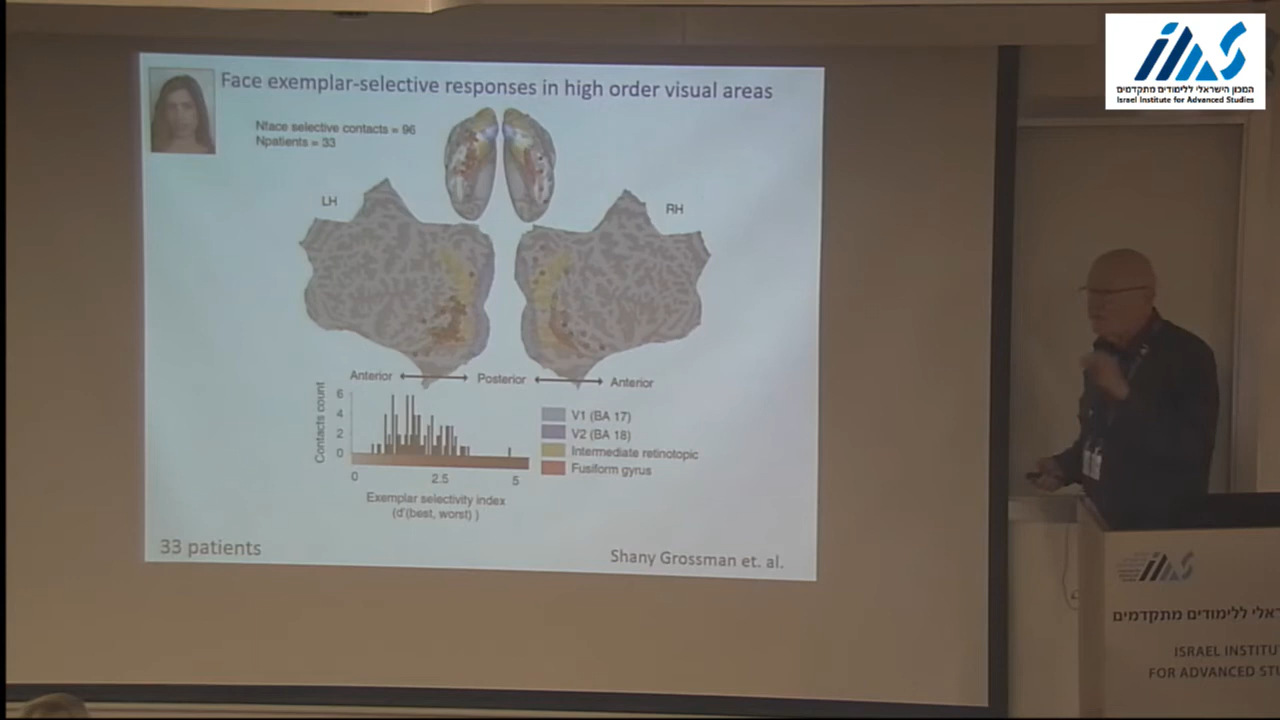 Face exemplar-selective responses in high order visual areas
Nface selective contacts = 96
Npatients = 33
LH
RH
Anterior
Posterior
Anterior
Contacts count
6
4
2
0
0
2.5
5
Exemplar selectivity index
(d'(best, worst) )
V1 (BA 17)
V2 (BA 18)
Intermediate retinotopic
Fusiform gyrus
33 patients
Shany Grossman et. al.
המכון הישראלי ללימודים מתקדמים
Israel Institute for Advanced Studies
ללימודים מתקדמים
ISRAEL
FOR ADVANCED